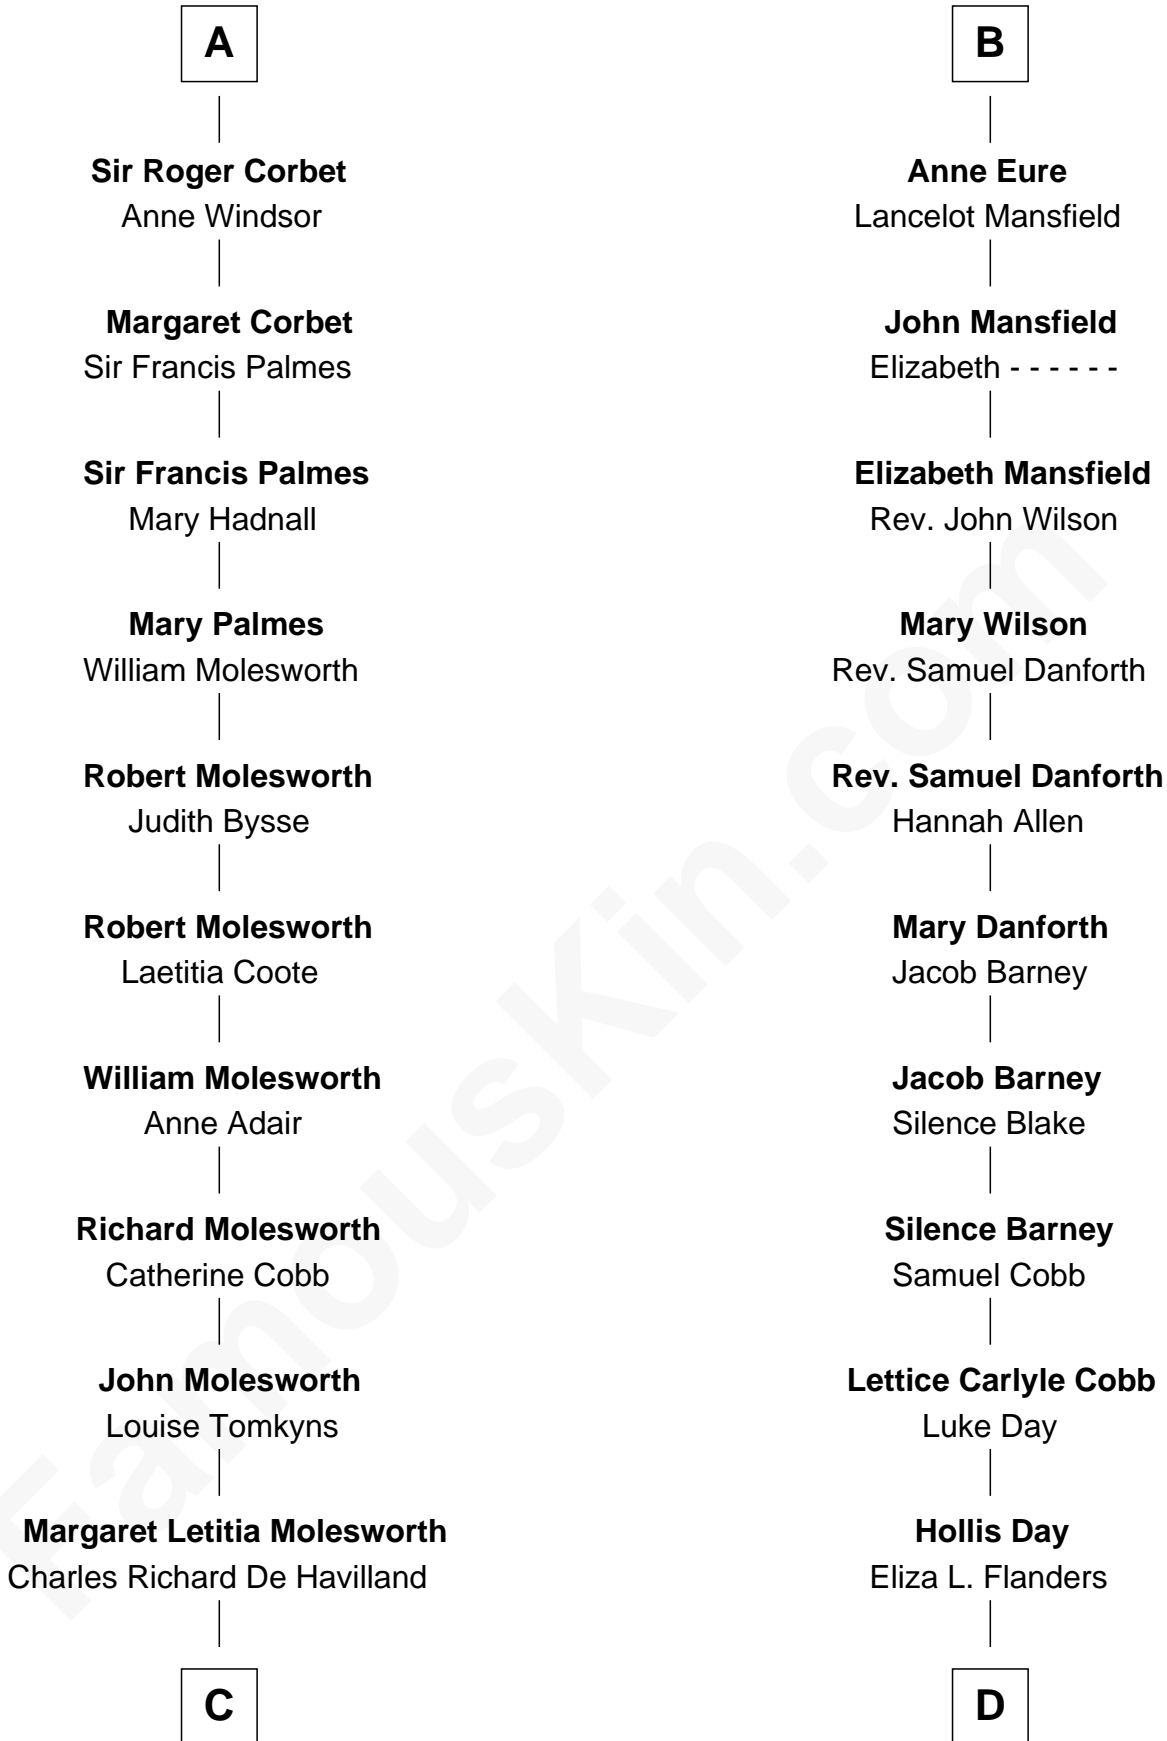 A
Sir Roger Corbet
Anne Windsor
Margaret Corbet
Sir Francis Palmes
Sir Francis Palmes
Mary Hadnall
Mary Palmes
William Molesworth
Robert Molesworth
Judith Bysse
Robert Molesworth
Laetitia Coote
William Molesworth
Anne Adair
Richard Molesworth
Catherine Cobb
John Molesworth
Louise Tomkyns
Margaret Letitia Molesworth
Charles Richard De Havilland
C
B
Anne Eure
Lancelot Mansfield
John Mansfield
Elizabeth - - - - - -
Elizabeth Mansfield
Rev. John Wilson
Mary Wilson
Rev. Samuel Danforth
Rev. Samuel Danforth
Hannah Allen
Mary Danforth
Jacob Barney
Jacob Barney
Silence Blake
Silence Barney
Samuel Cobb
Lettice Carlyle Cobb
Luke Day
Hollis Day
Eliza L. Flanders
D
FamousKin.com